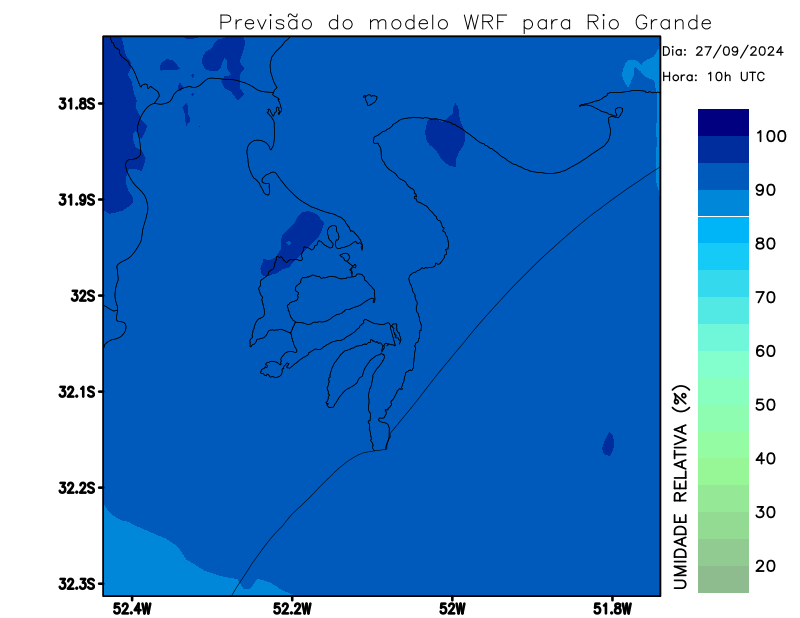 Previsão do modelo WRF para Rio Grande
Dia: 27/09/2024
Hora: 10h UTC
31.8S
31.9S
32S
32.1S
32.2S
32.3S
52.4W
52.2W
52W
51.8W
100
90
80
70
60
50
40
30
20
UMIDADE RELATIVA (%)